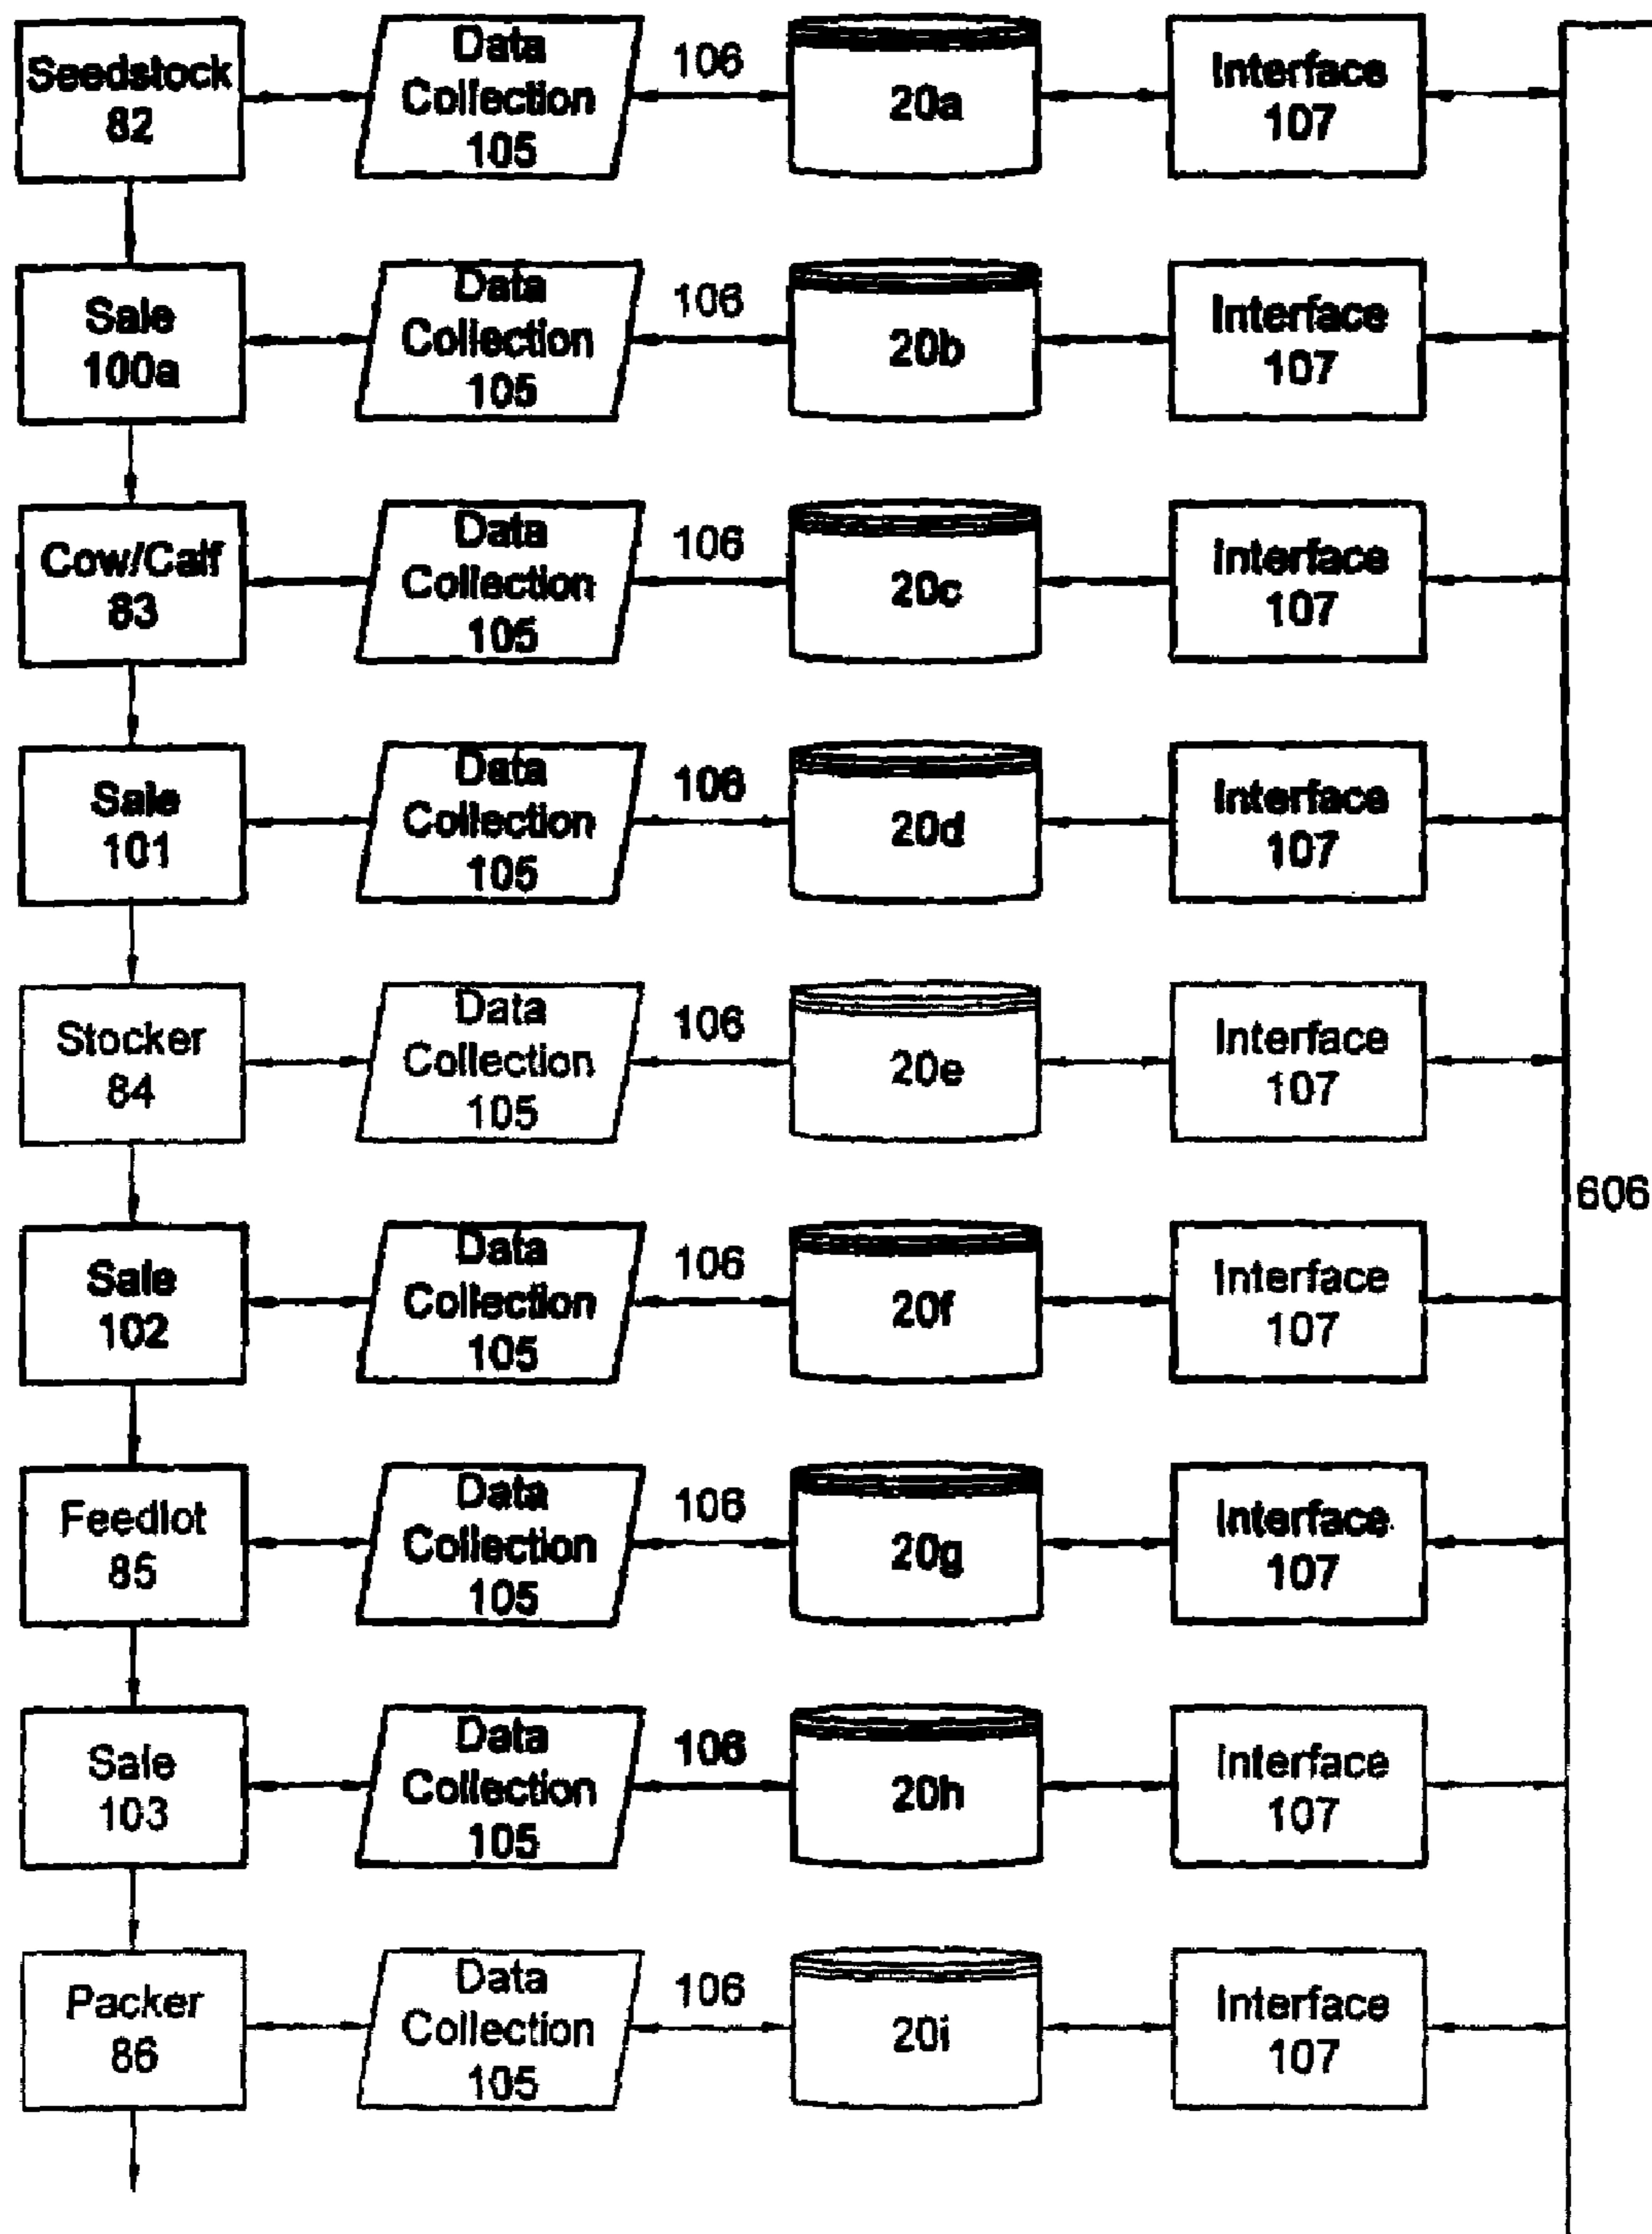 Seedstock
82
Data
Collection
105
106
20a
Interface
107
Sale
100a
Data
Collection
105
106
20b
Interface
107
Cow/Calf
83
Data
Collection
105
106
20c
Interface
107
Sale
101
Data
Collection
105
106
20d
Interface
107
Stocker
84
Data
Collection
105
106
20e
Interface
107
606
Sale
102
Data
Collection
105
106
20f
Interface
107
Feedlot
85
Data
Collection
105
106
20g
Interface
107
Sale
103
Data
Collection
105
106
20h
Interface
107
Packer
86
Data
Collection
105
106
20i
Interface
107